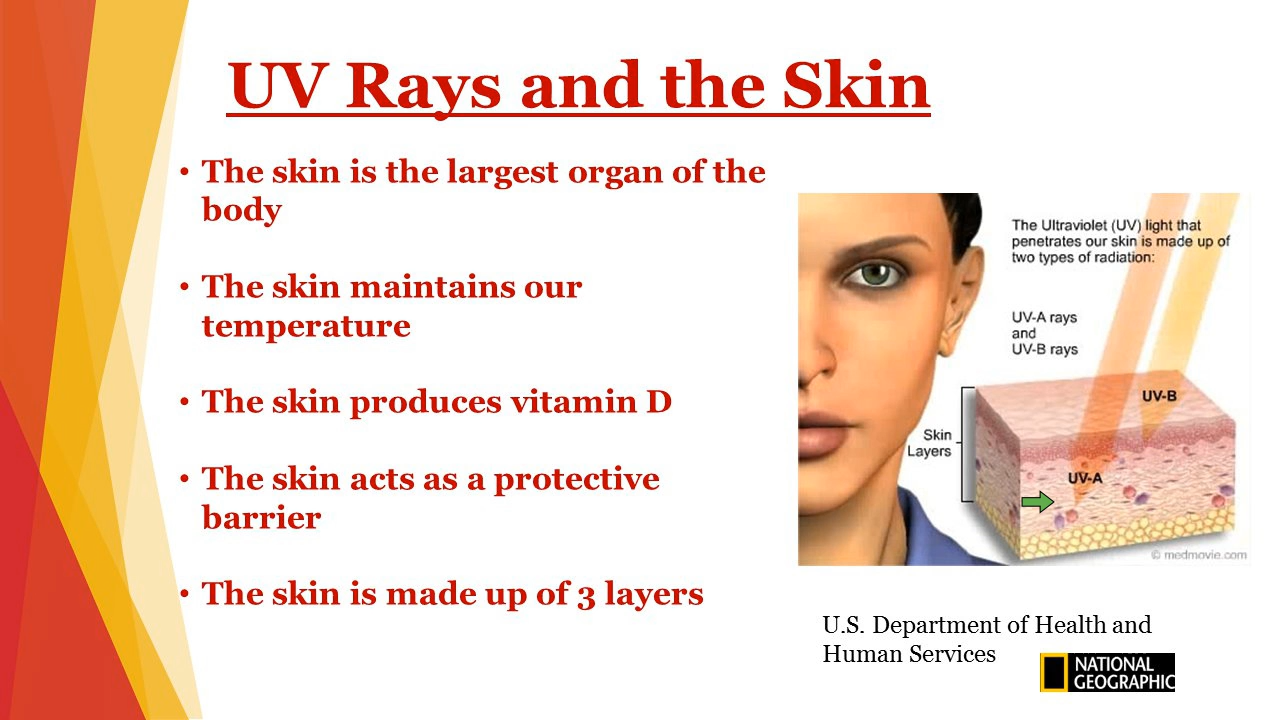 UV Rays and the Skin
• The skin is the largest organ of the
body
• The skin maintains our
temperature
• The skin produces vitamin D
• The skin acts as a protective
barrier
• The skin is made up of 3 layers
The Ultraviolet (UV) light that
penetrates our skin is made up of
two types of radiation:
UV-A rays
and
UV-B rays
UV-B
Skin
Layers
UV-A
© medmovie.com
U.S. Department of Health and
Human Services
NATIONAL
GEOGRAPHIC